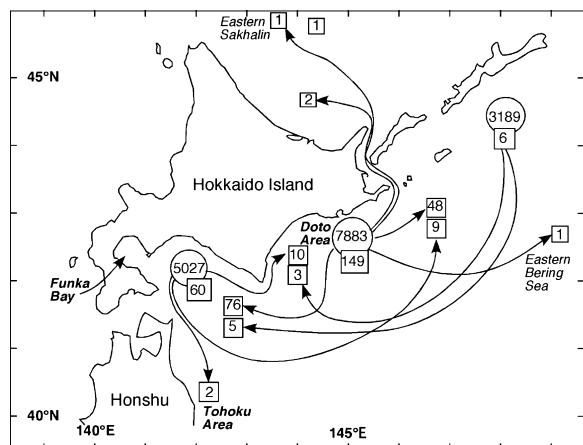 Eastern
Sakhalin
1
1
45°N
2
3189
6
Hokkaido Island
Doto
Area
7883
149
48
9
1
Eastern
Bering
Sea
10
3
5027
60
Funka
Bay
76
5
Honshu
2
Tohoku
Area
40°N
140°E
145°E